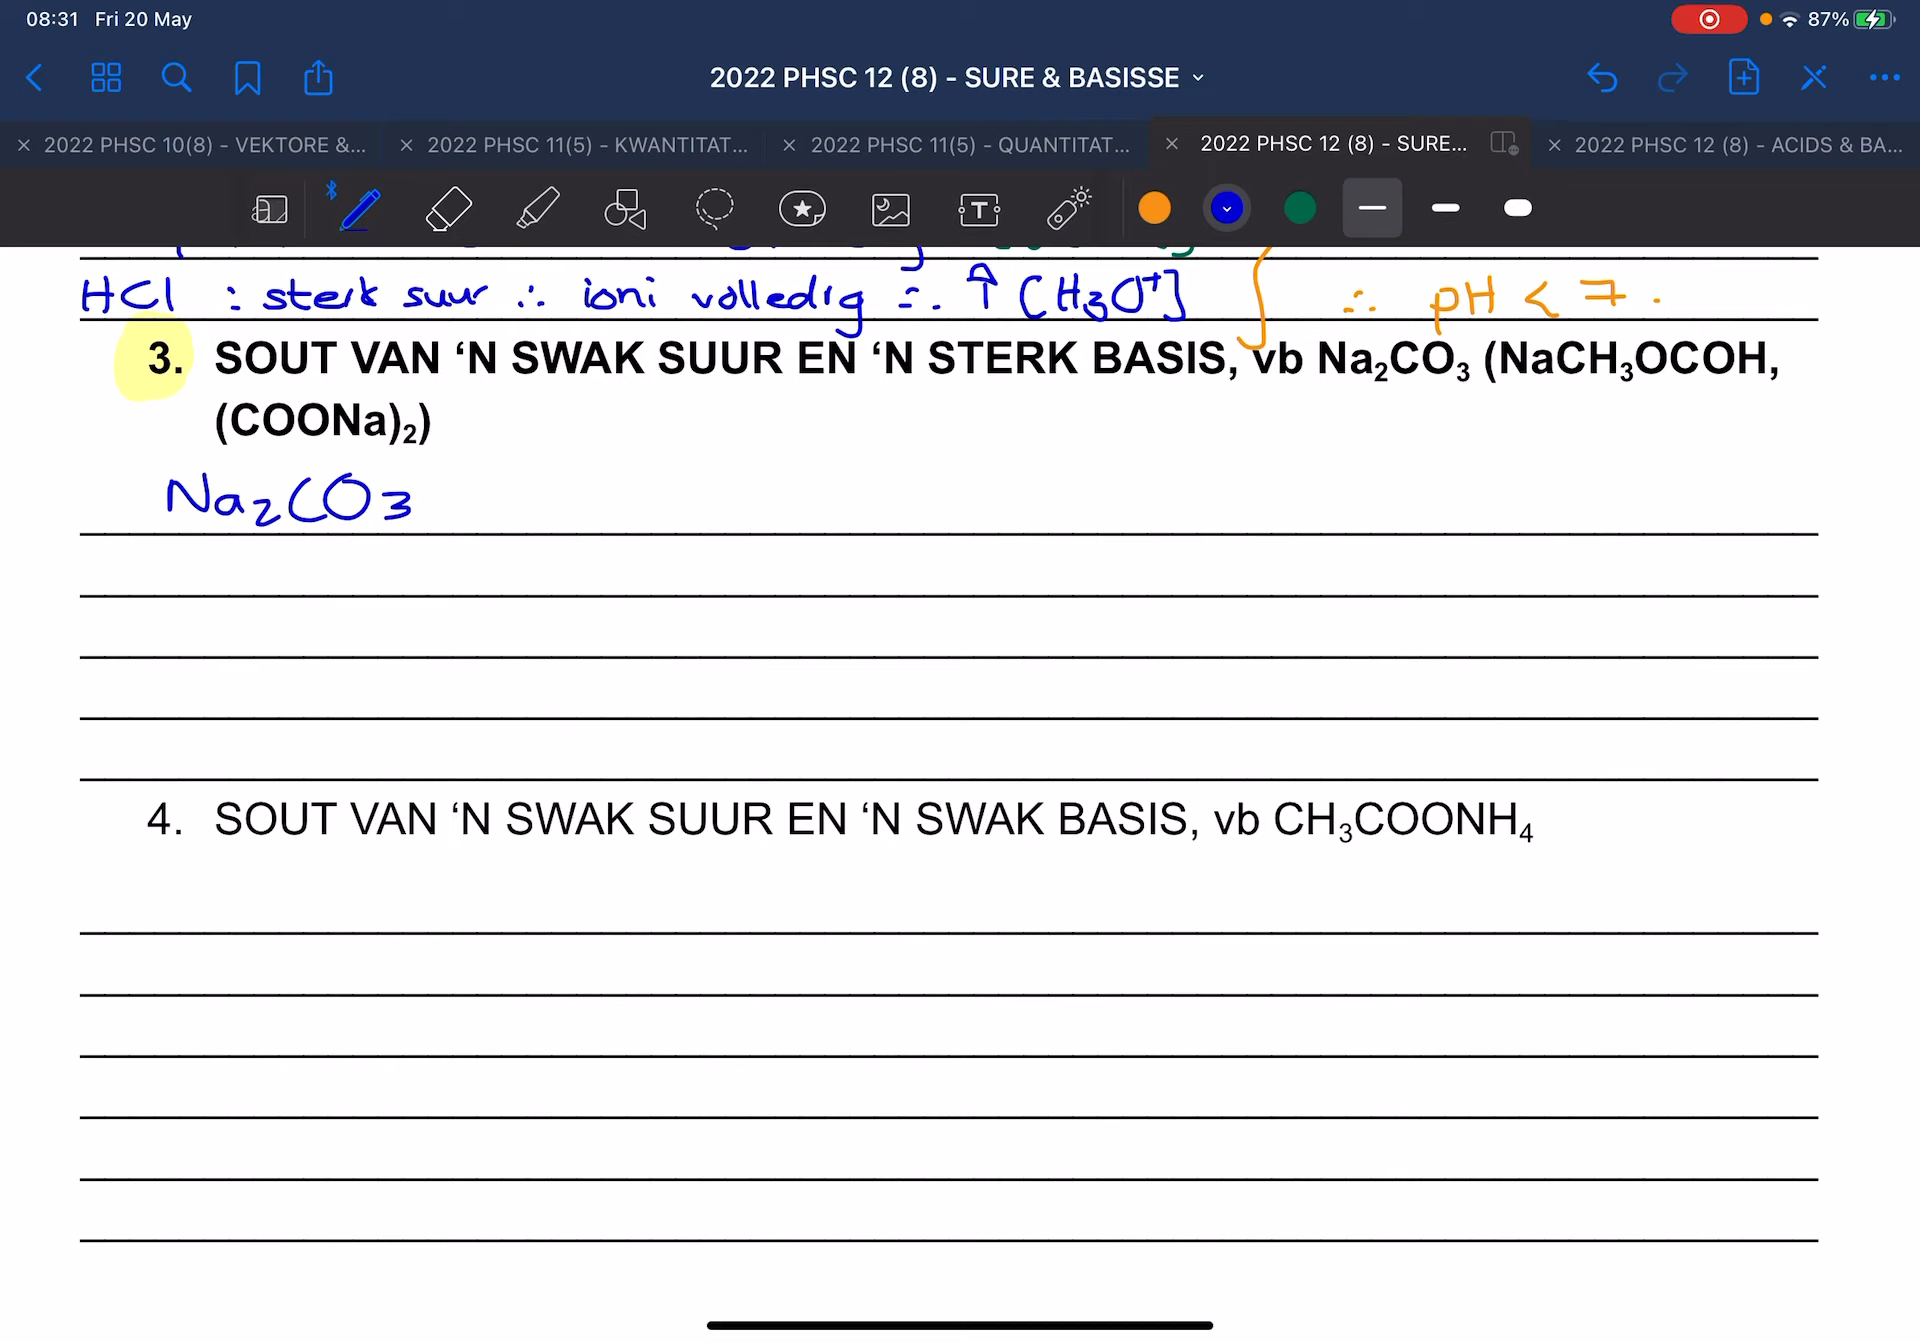 08:31 Fri 20 May
87%
2022 PHSC 12 (8) - SURE & BASISSE
2022 PHSC 10(8) - VEKTORE &...
2022 PHSC 11(5) - KWANTITAT...
2022 PHSC 11(5) - QUANTITAT...
2022 PHSC 12 (8) - SURE...
2022 PHSC 12 (8) - ACIDS & BA...
HCl : sterk suur ∴ ioni volledig ∴ ↑ [H₃O⁺] ∴ pH < 7.
3. SOUT VAN ‘N SWAK SUUR EN ‘N STERK BASIS, vb Na₂CO₃ (NaCH₃OCOH,
(COONa)₂)
Na₂CO₃
4. SOUT VAN ‘N SWAK SUUR EN ‘N SWAK BASIS, vb CH₃COONH₄